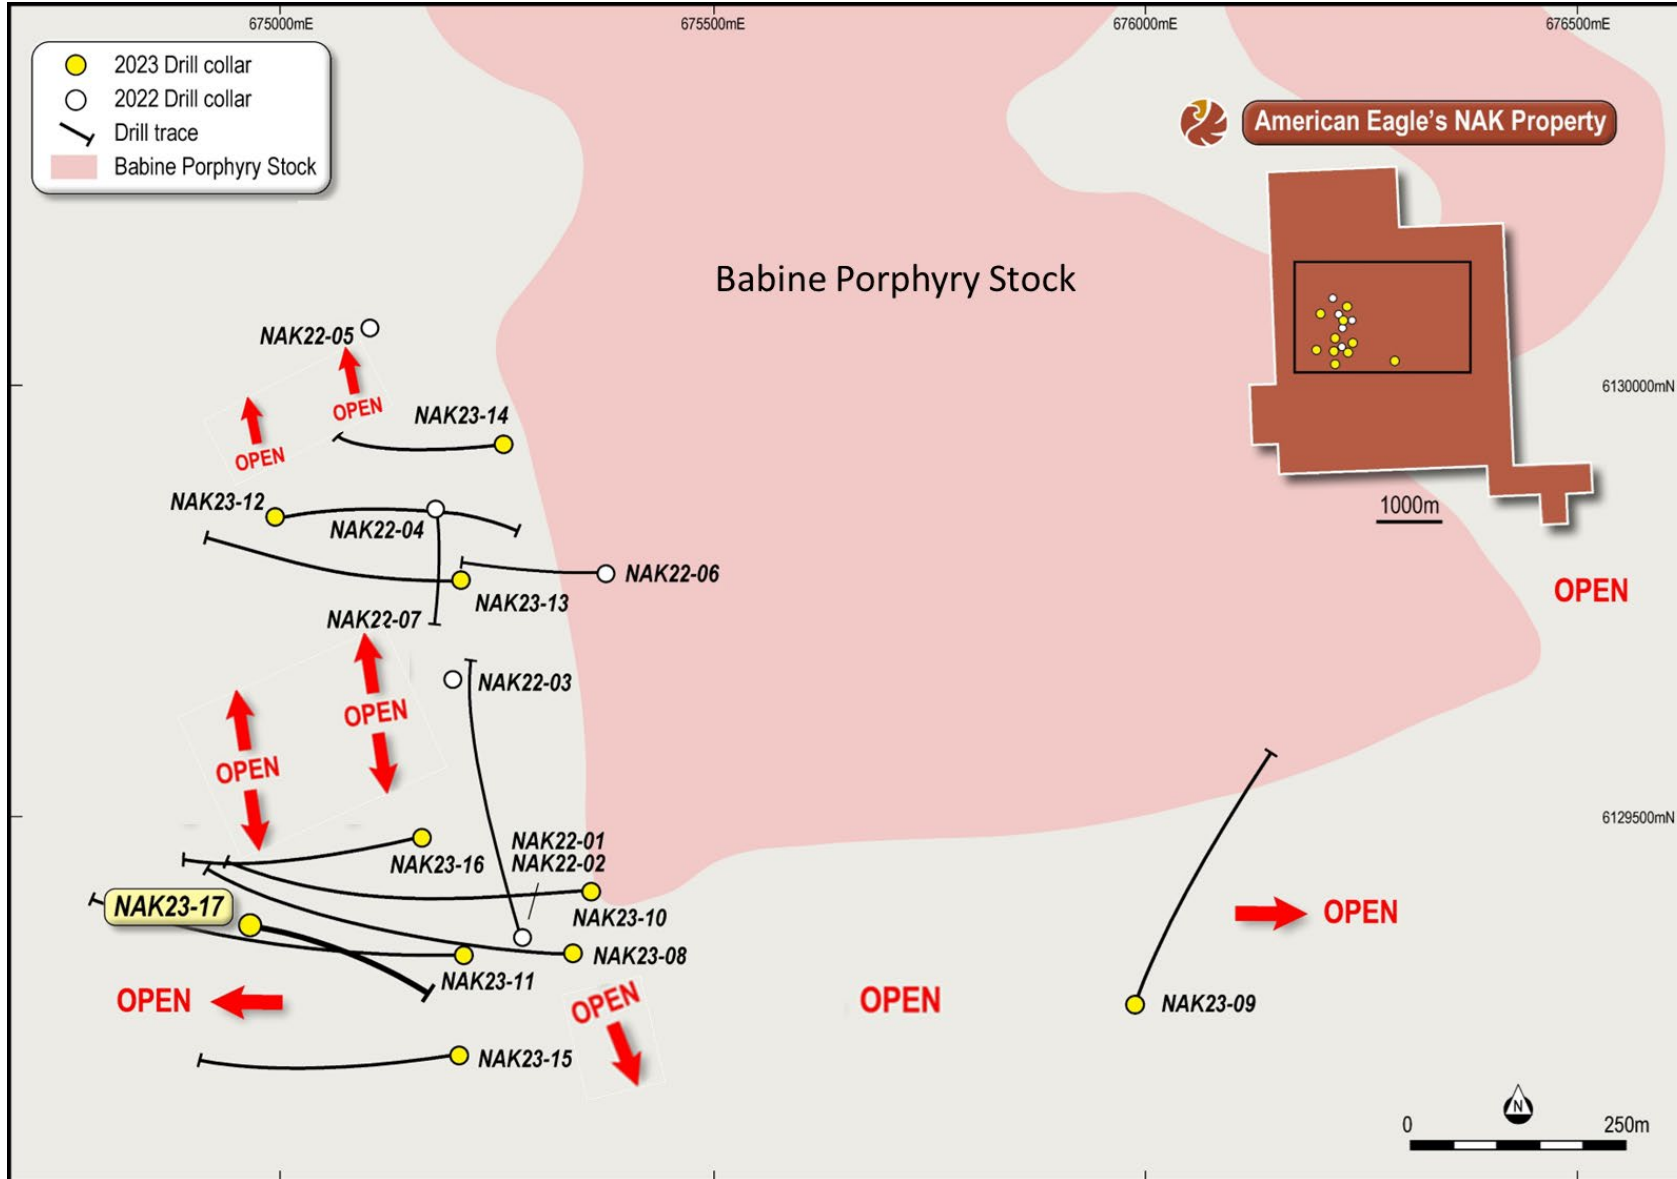 675000mE
675500mE
676000mE
676500mE
2023 Drill collar
2022 Drill collar
Drill trace
Babine Porphyry Stock
American Eagle's NAK Property
Babine Porphyry Stock
NAK22-05
6130000mN
OPEN
OPEN
NAK23-14
NAK23-12
NAK22-04
1000m
NAK22-06
NAK23-13
OPEN
NAK22-07
NAK22-03
OPEN
OPEN
6129500mN
NAK22-01
NAK22-02
NAK23-16
NAK23-17
NAK23-10
OPEN
NAK23-08
NAK23-11
OPEN
OPEN
OPEN
NAK23-09
NAK23-15
N
0
250m